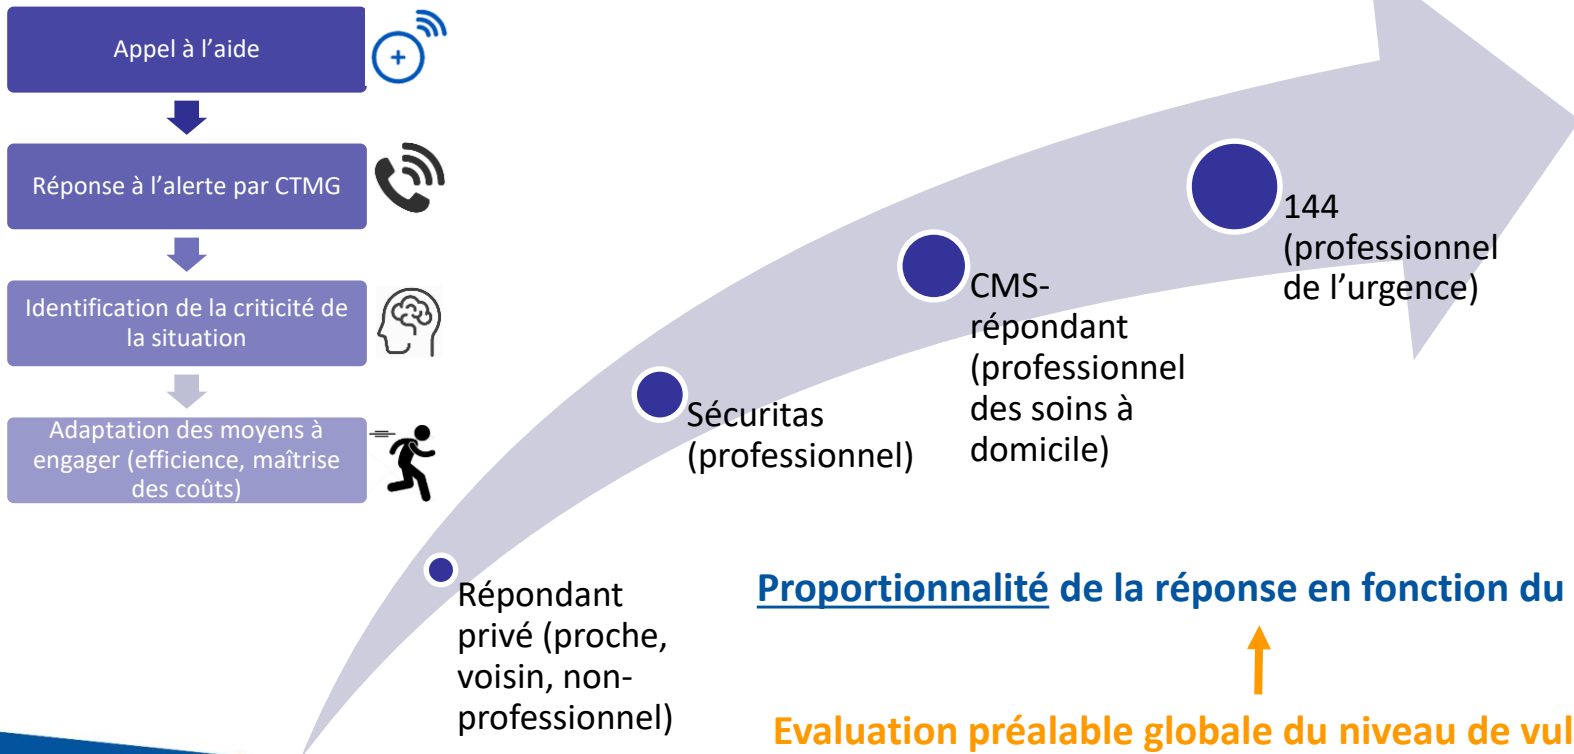 Appel à l’aide
Réponse à l’alerte par CTMG
Identification de la criticité de
la situation
Adaptation des moyens à
engager (efficience, maîtrise
des coûts)
Répondant
privé (proche,
voisin, non-
professionnel)
Sécuritas
(professionnel)
CMS-
répondant
(professionnel
des soins à
domicile)
144
(professionnel
de l’urgence)
Proportionnalité de la réponse en fonction du
Evaluation préalable globale du niveau de vul